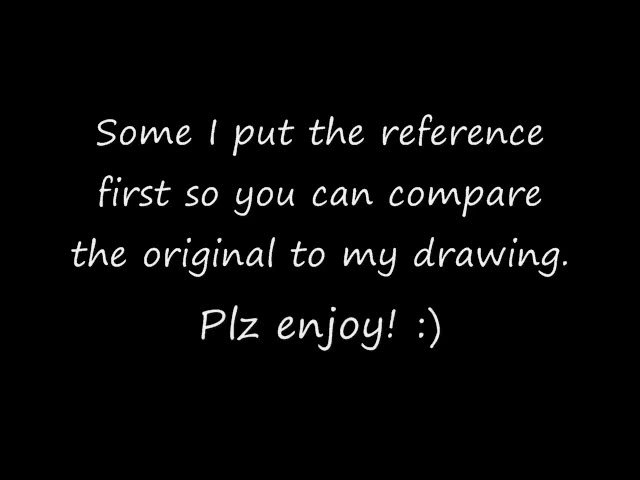 Some I put the reference
first so you can compare
the original to my drawing.
Plz enjoy! :)